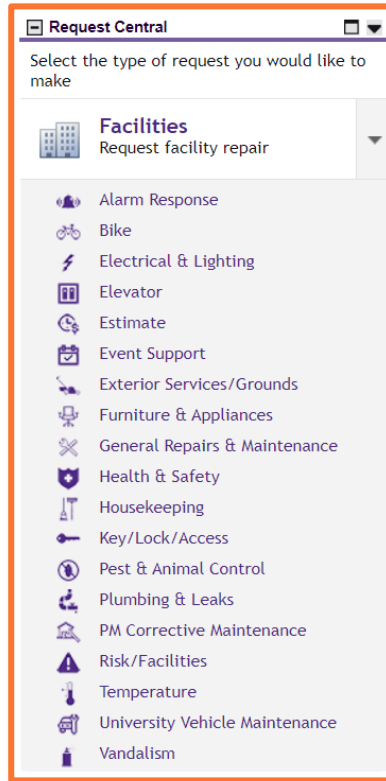 Request Central
Select the type of request you would like to
make
Facilities
Request facility repair
Alarm Response
Bike
Electrical & Lighting
Elevator
Estimate
Event Support
Exterior Services/Grounds
Furniture & Appliances
General Repairs & Maintenance
Health & Safety
Housekeeping
Key/Lock/Access
Pest & Animal Control
Plumbing & Leaks
PM Corrective Maintenance
Risk/Facilities
Temperature
University Vehicle Maintenance
Vandalism